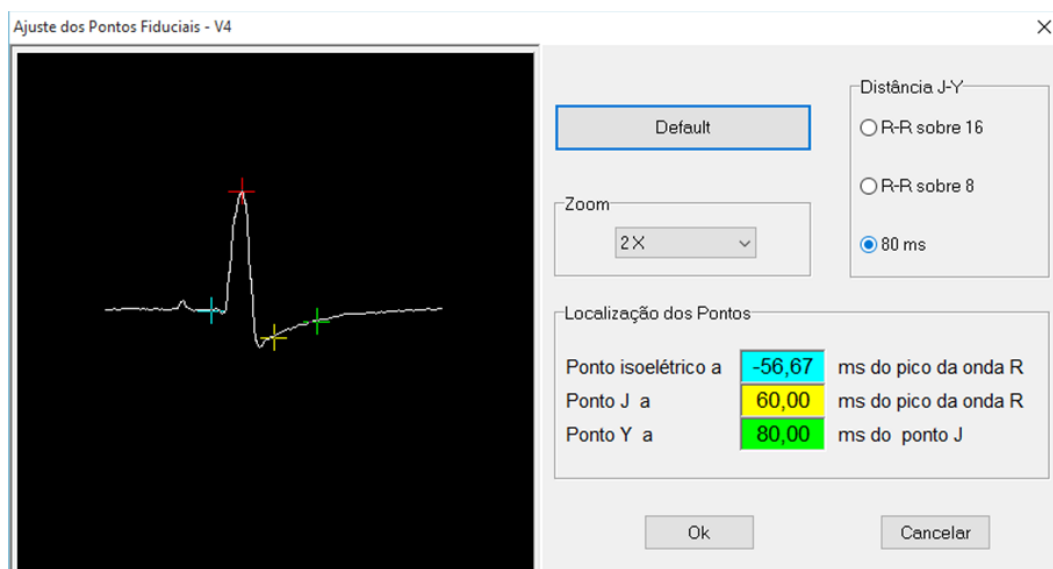 Ajuste dos Pontos Fiduciais - V4
Default
Distância J-Y
R-R sobre 16
R-R sobre 8
80 ms
Zoom
2X
Localização dos Pontos
Ponto isoelétrico a -56,67 ms do pico da onda R
Ponto J a 60,00 ms do pico da onda R
Ponto Y a 80,00 ms do ponto J
Ok Cancelar